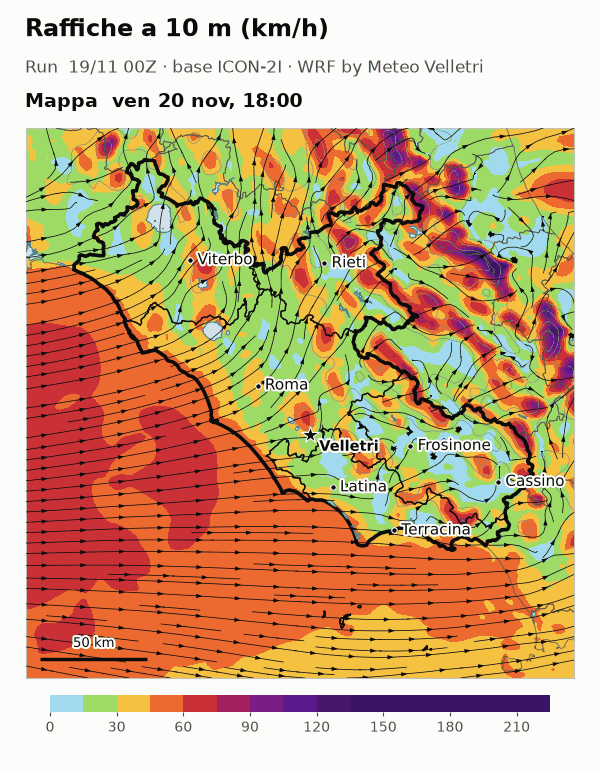 Raffiche a 10 m (km/h)
Run  19/11 00Z · base ICON-2I · WRF by Meteo Velletri
Mappa  ven 20 nov, 18:00
Viterbo
Rieti
Roma
Velletri
Frosinone
Latina
Cassino
Terracina
50 km
0 30 60 90 120 150 180 210